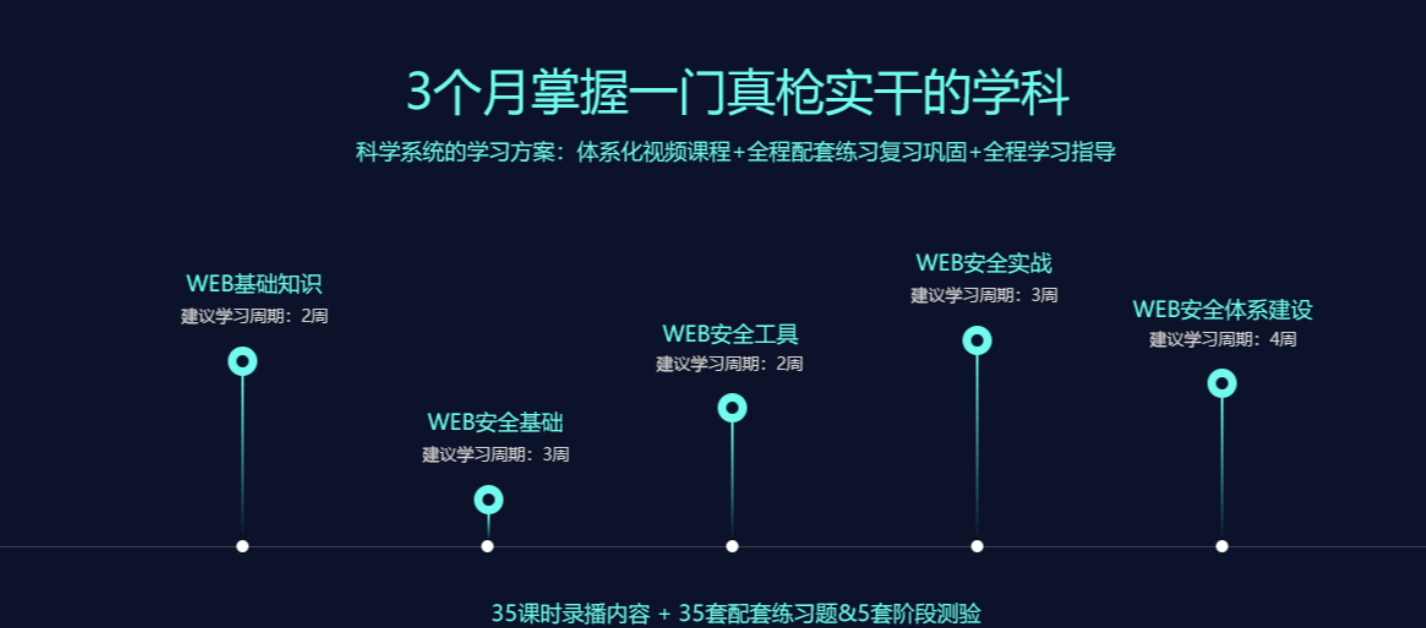 3个月掌握一门真枪实干的学科
科学系统的学习方案：体系化视频课程+全程配套练习复习巩固+全程学习指导
WEB基础知识
建议学习周期：2周
WEB安全基础
建议学习周期：3周
WEB安全工具
建议学习周期：2周
WEB安全实战
建议学习周期：3周
WEB安全体系建设
建议学习周期：4周
35课时录播内容 + 35套配套练习题&5套阶段测验